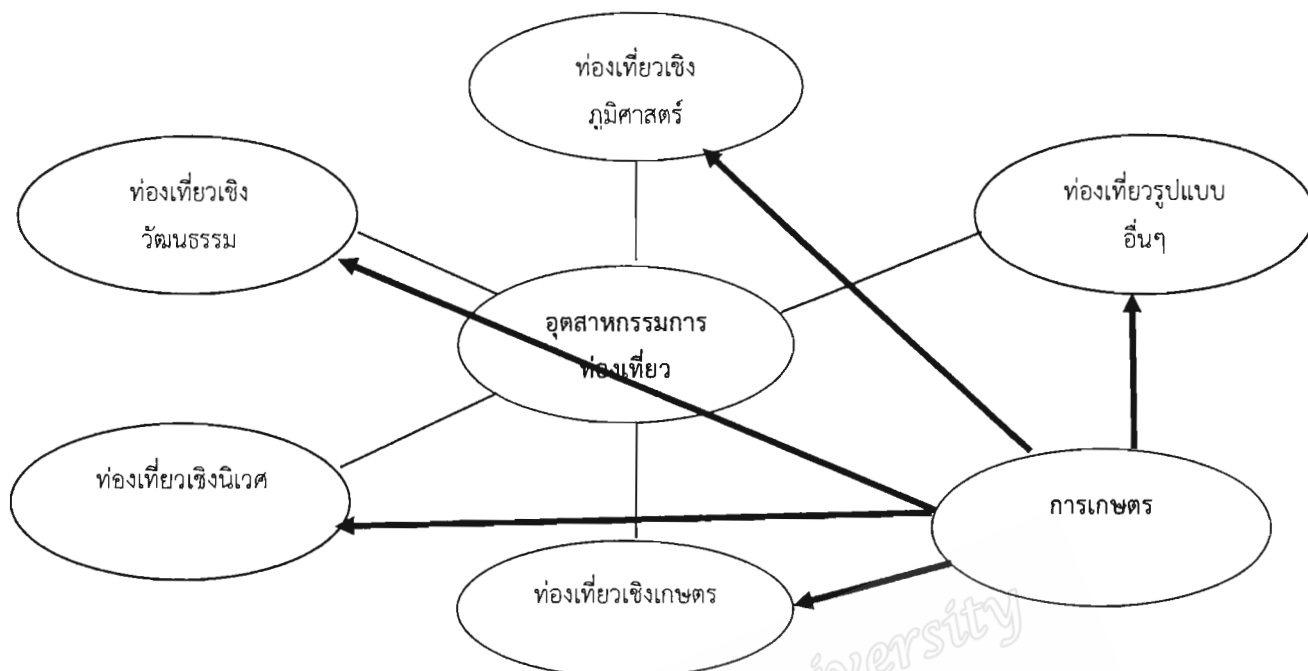 ท่องเที่ยวเชิง
ภูมิศาสตร์
ท่องเที่ยวเชิง
วัฒนธรรม
ท่องเที่ยวรูปแบบ
อื่นๆ
อุตสาหกรรมการ
ท่องเที่ยว
ท่องเที่ยวเชิงนิเวศ
การเกษตร
ท่องเที่ยวเชิงเกษตร
University